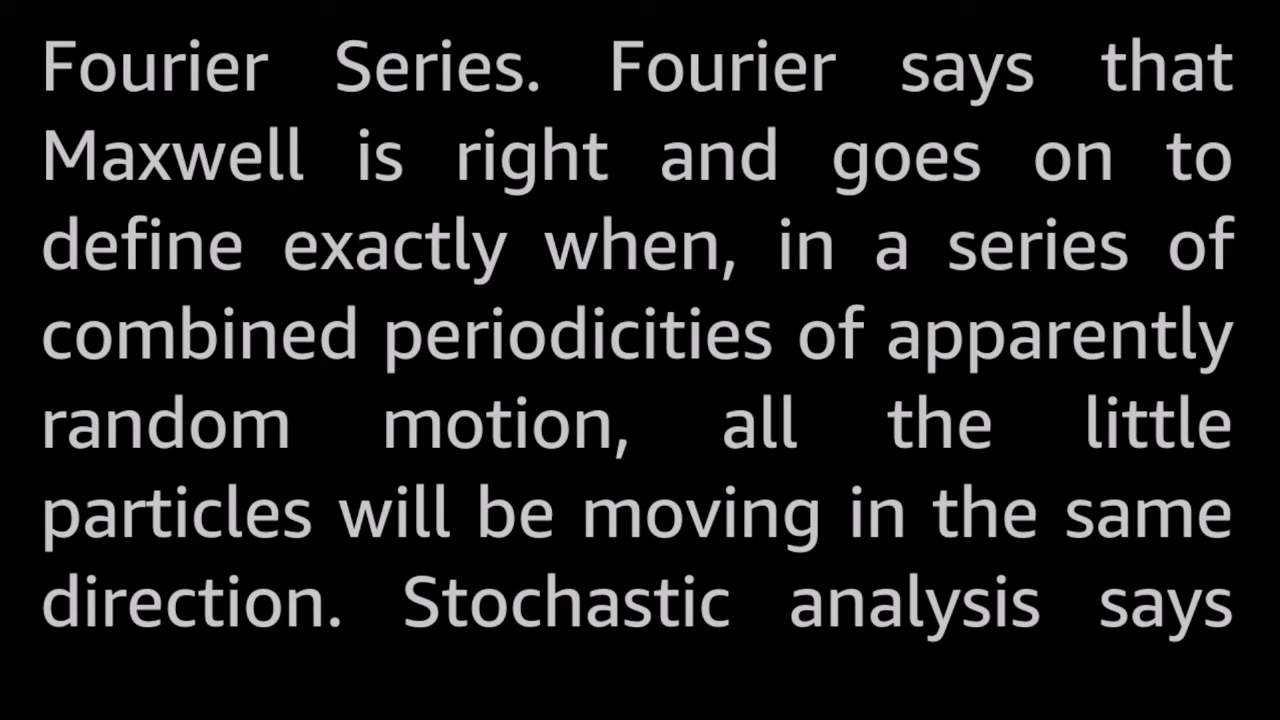 Fourier Series. Fourier says that
Maxwell is right and goes on to
define exactly when, in a series of
combined periodicities of apparently
random motion, all the little
particles will be moving in the same
direction. Stochastic analysis says